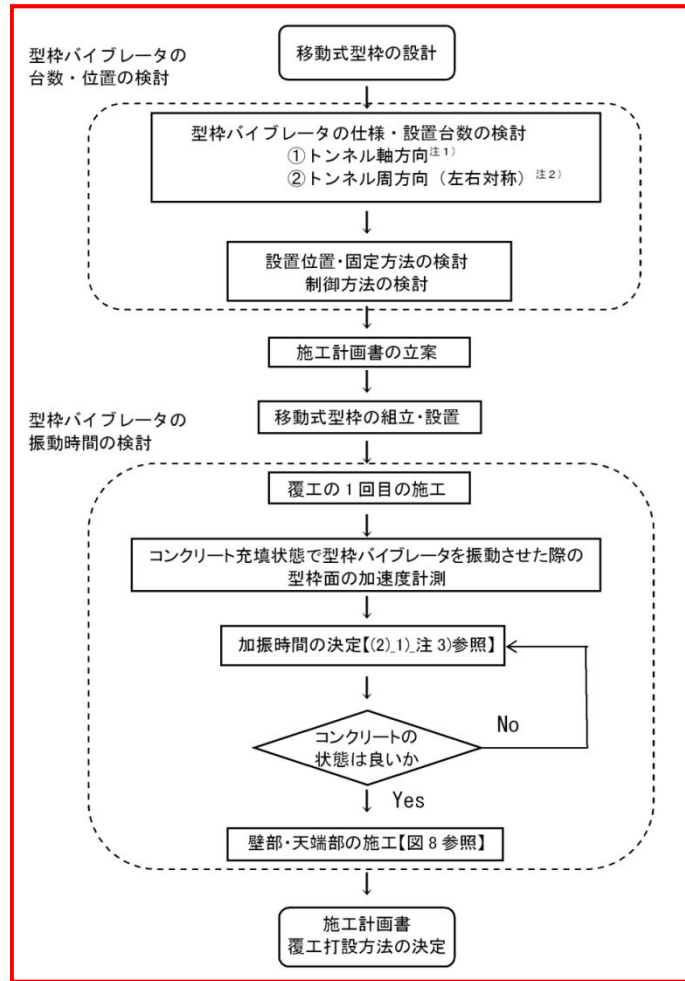 型枠バイブレータの
台数・位置の検討
移動式型枠の設計
型枠バイブレータの仕様・設置台数の検討
①トンネル軸方向注1)
②トンネル周方向（左右対称）注2)
設置位置・固定方法の検討
制御方法の検討
施工計画書の立案
型枠バイブレータの
振動時間の検討
移動式型枠の組立・設置
覆工の1回目の施工
コンクリート充填状態で型枠バイブレータを振動させた際の
型枠面の加速度計測
加振時間の決定【(2)_1)_注3)参照】
コンクリートの
状態は良いか
No
Yes
壁部・天端部の施工【図8参照】
施工計画書
覆工打設方法の決定